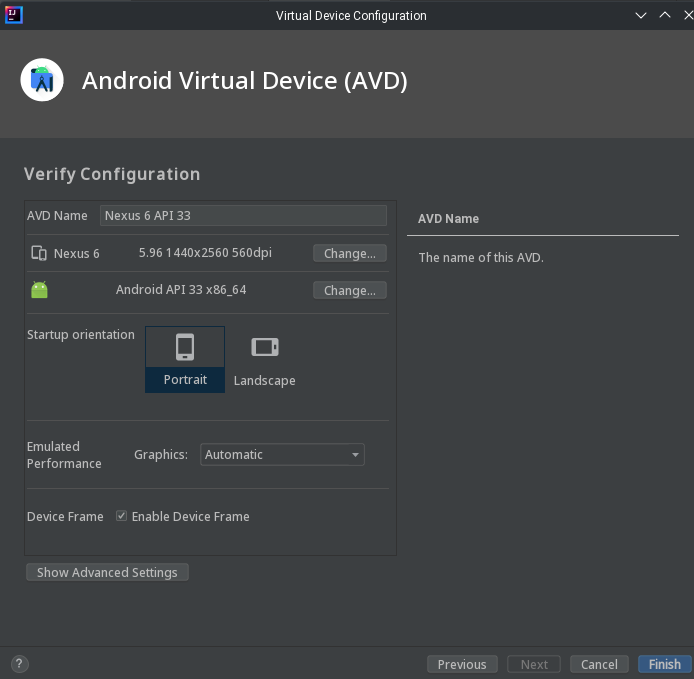 Virtual Device Configuration
Android Virtual Device (AVD)
Verify Configuration
AVD Name Nexus 6 API 33
Nexus 6 5.96 1440x2560 560dpi Change...
Android API 33 x86_64 Change...
Startup orientation
Portrait
Landscape
Emulated
Performance
Graphics: Automatic
Device Frame Enable Device Frame
Show Advanced Settings
AVD Name
The name of this AVD.
? Previous Next Cancel Finish